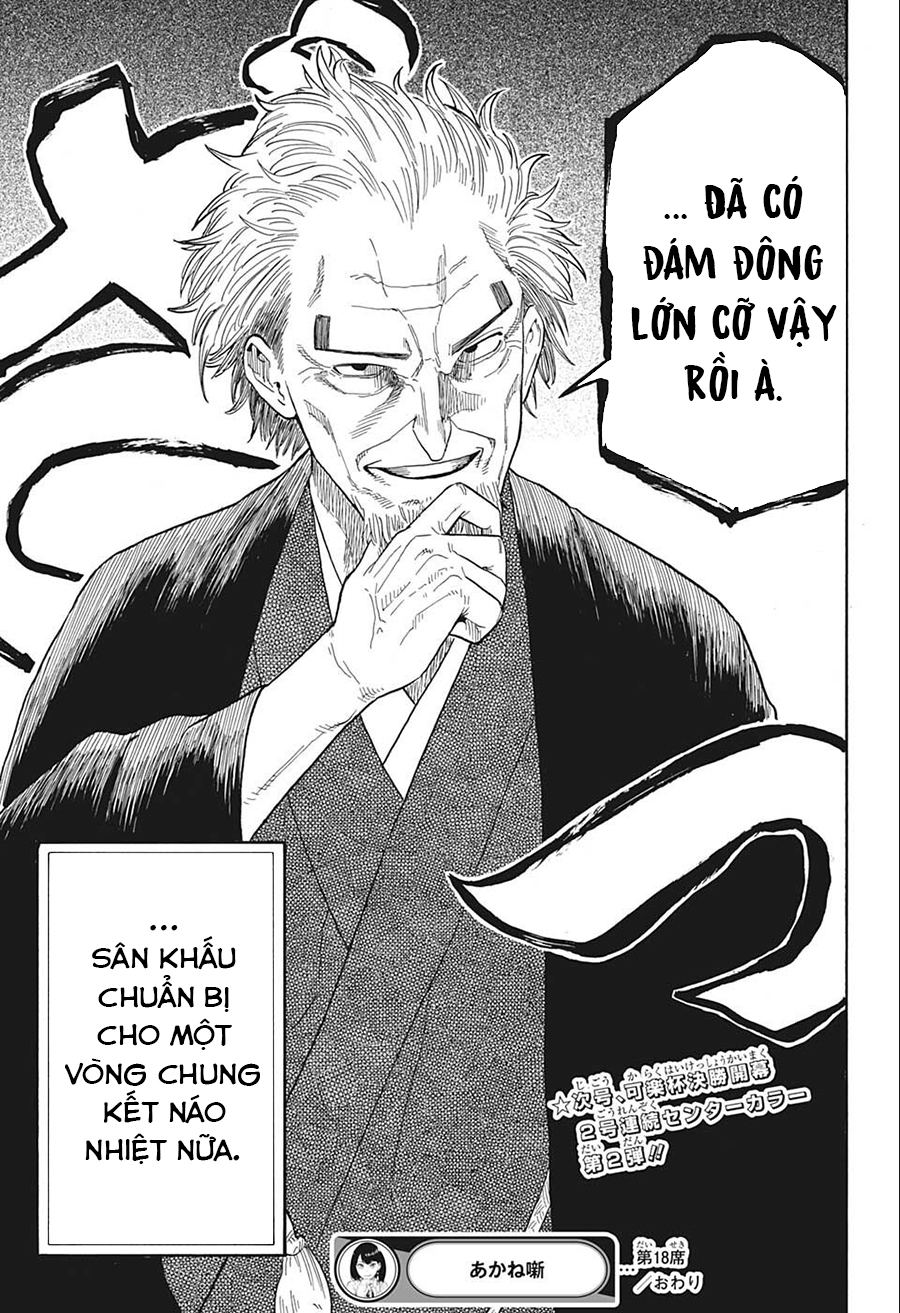 ... ĐÃ CÓ
ĐÁM ĐÔNG
LỚN CỠ VẬY
RỒI À.
...
SÂN KHẤU
CHUẨN BỊ
CHO MỘT
VÒNG CHUNG
KẾT NÁO
NHIỆT NỮA.
☆次号、可楽杯決勝開幕
2号連続センターカラー
第2弾!!
あかね噺
…第18席
/おわり